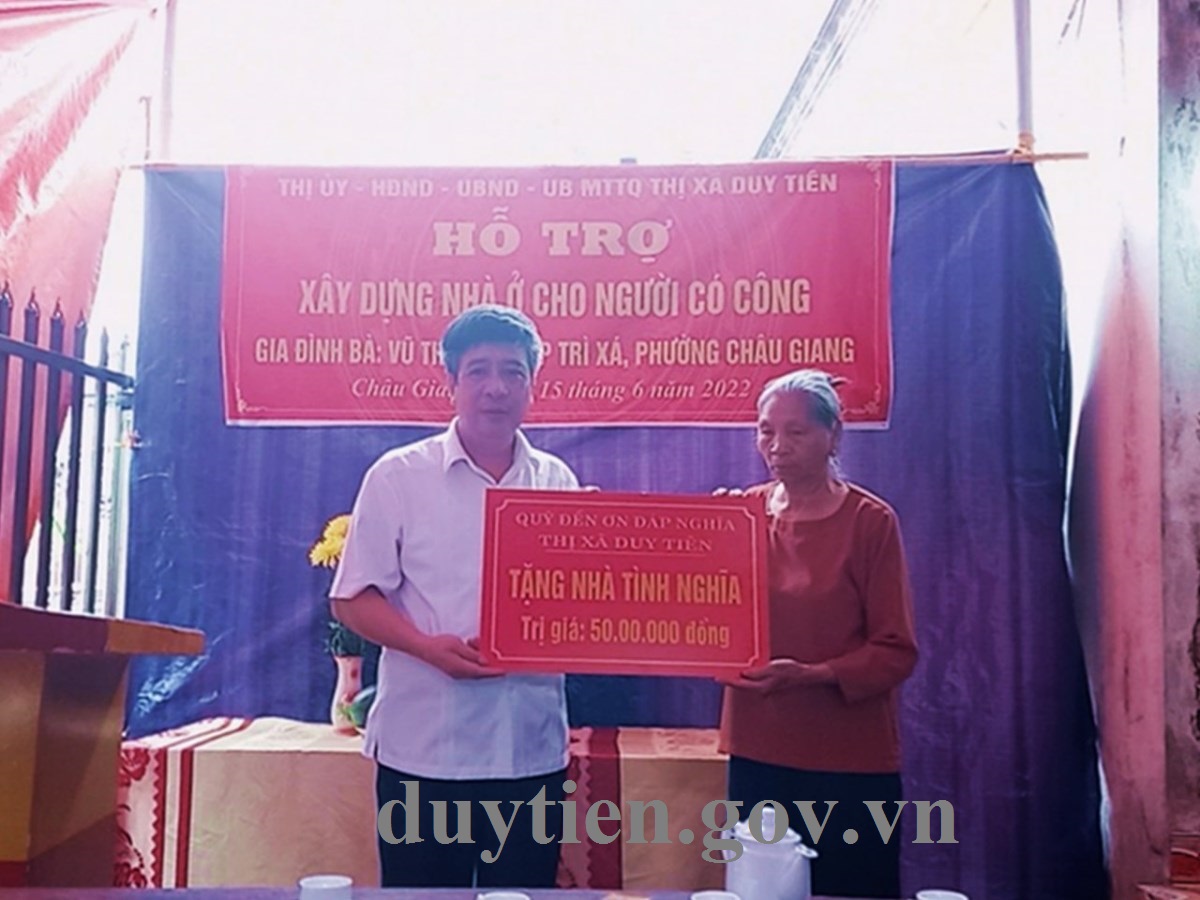 THỊ ỦY - HĐND - UBND - UB MTTQ THỊ XÃ DUY TIÊN
HỖ TRỢ
XÂY DỰNG NHÀ Ở CHO NGƯỜI CÓ CÔNG
GIA ĐÌNH BÀ: VŨ TRÌ XÁ, PHƯỜNG CHÂU GIANG
Châu 15 tháng 6 năm 2022
QUỸ ĐỀN ƠN ĐÁP NGHĨA
THỊ XÃ DUY TIÊN
TẶNG NHÀ TÌNH NGHĨA
Trị giá: 50.00.000 đồng
duytien.gov.vn